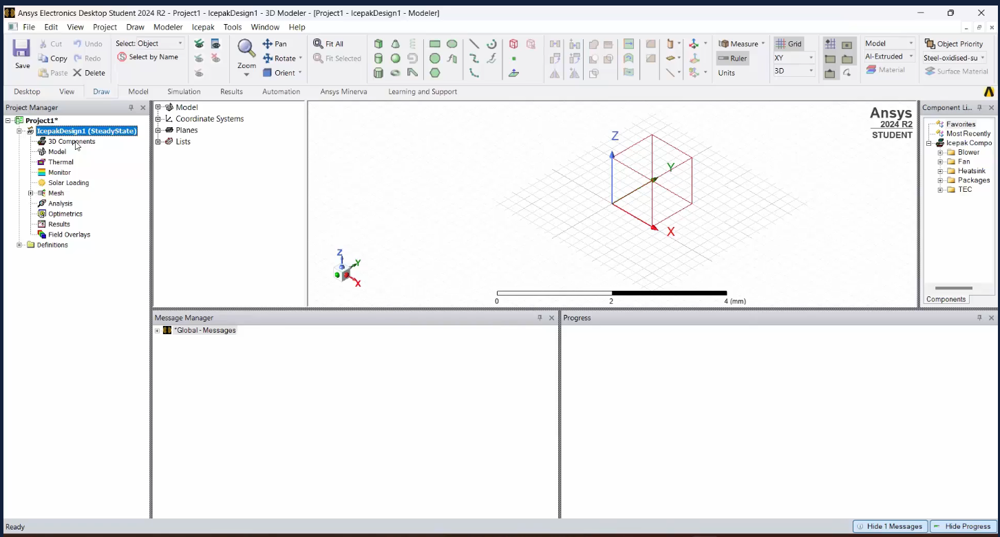 Ansys Electronics Desktop Student 2024 R2 - Project1 - IcepakDesign1 - 3D Modeler - [Project1 - IcepakDesign1 - Modeler]
File Edit View Project Draw Modeler Icepak Tools Window Help
Save
Cut Undo
Copy Redo
Paste Delete
Select: Object
Select by Name
Zoom
Pan
Rotate
Orient
Fit All
Fit Selected
Measure
Ruler
Units
Grid
XY
3D
Model
Al-Extruded
Material
Object Priority
Steel-oxidised-su
Surface Material
Desktop View Draw Model Simulation Results Automation Ansys Minerva Learning and Support
Project Manager
Project1*
IcepakDesign1 (SteadyState)
3D Components
Model
Thermal
Monitor
Solar Loading
Mesh
Analysis
Optimetrics
Results
Field Overlays
Definitions
Model
Coordinate Systems
Planes
Lists
Ansys
2024 R2
STUDENT
Z
Y
X
Z
Y
X
0 2 4 (mm)
Component Li...
Favorites
Most Recently
Icepak Compo
Blower
Fan
Heatsink
Packages
TEC
Components
Message Manager
*Global - Messages
Progress
Ready
Hide 1 Messages Hide Progress